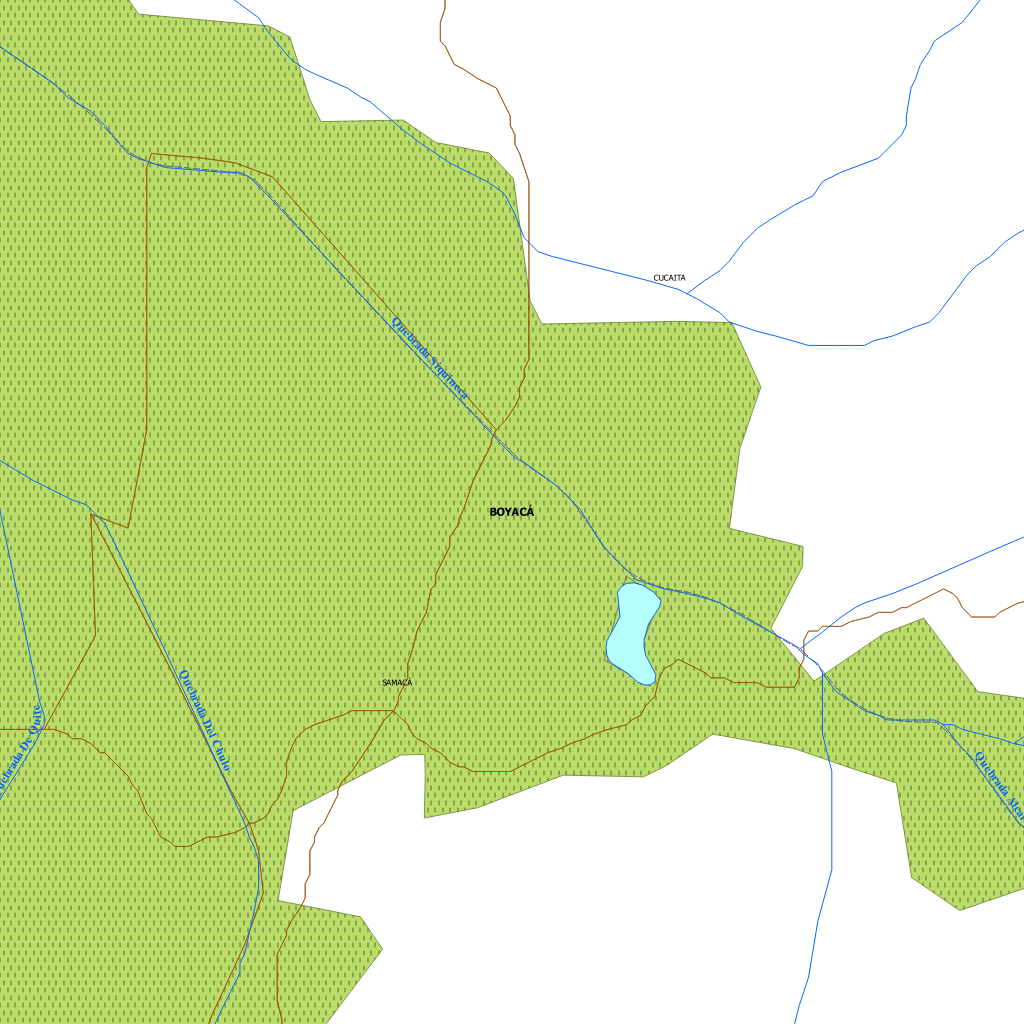 CUCAITA
Quebrada Siquineca
BOYACÁ
SAMACÁ
Quebrada Del Chulo